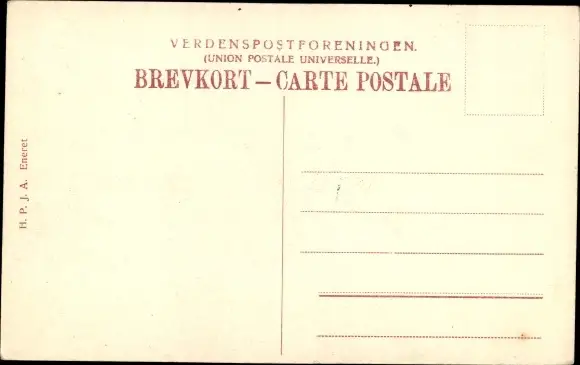 VERDENSPOSTFORENINGEN.
(UNION POSTALE UNIVERSELLE.)
BREVKORT – CARTE POSTALE
H. P. J. A. Eneret